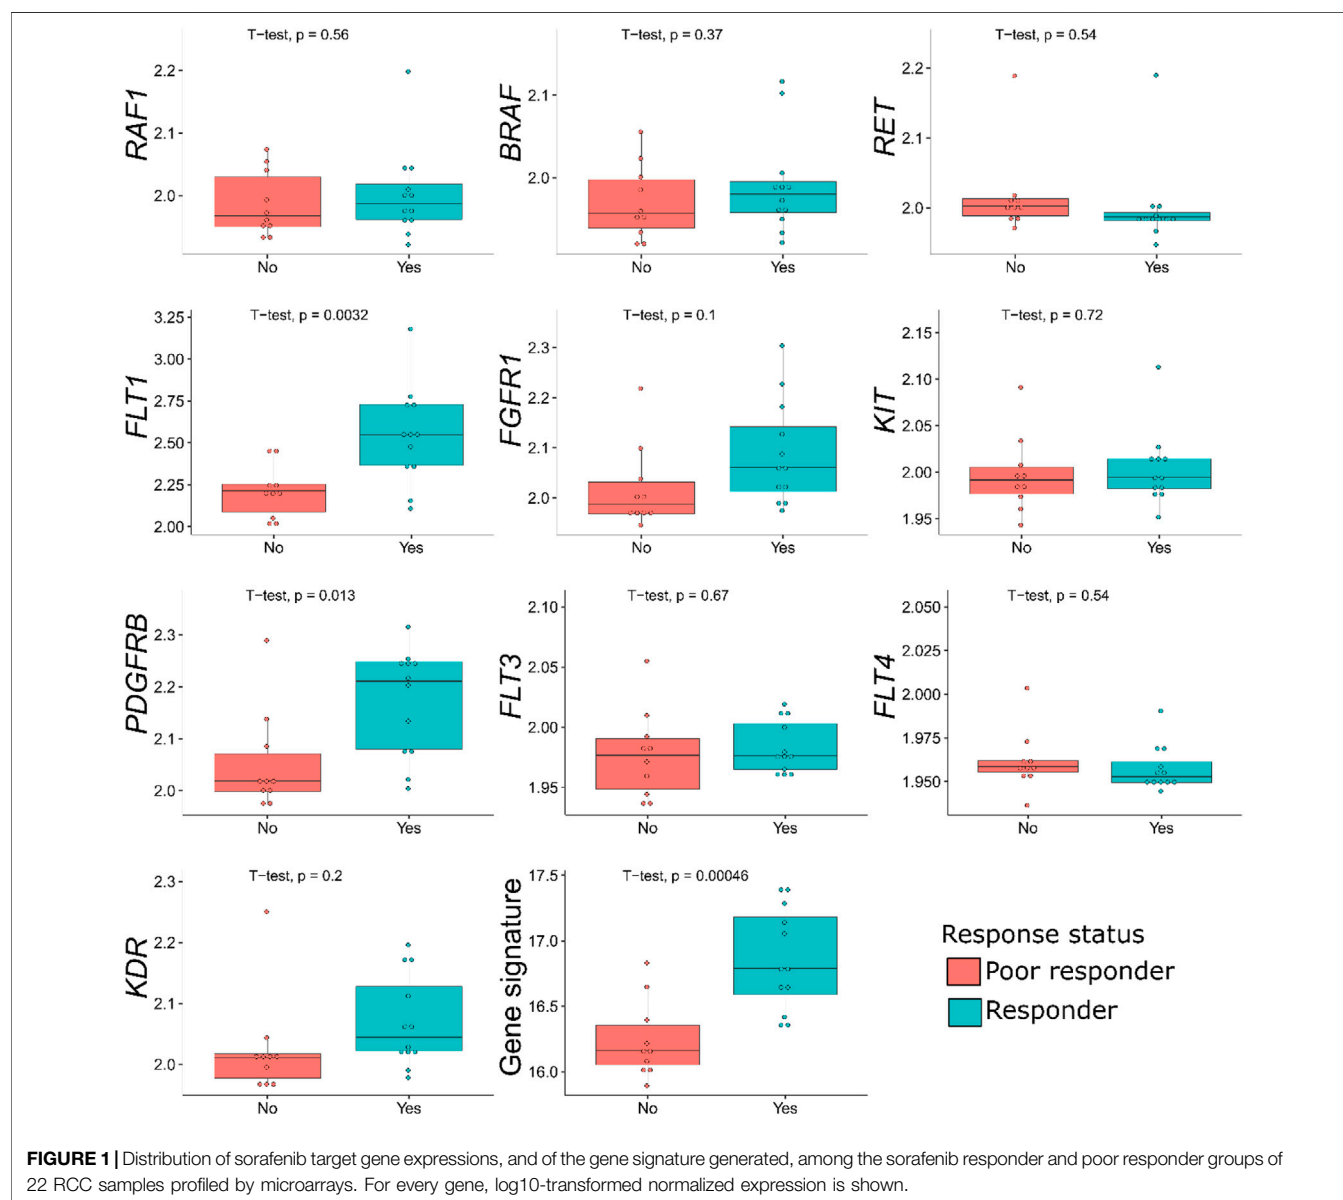 T-test, p = 0.56
RAF1
2.2
2.1
2.0
No
Yes
T-test, p = 0.37
BRAF
2.1
2.0
No
Yes
T-test, p = 0.54
RET
2.2
2.1
2.0
No
Yes
T-test, p = 0.0032
FLT1
3.25
3.00
2.75
2.50
2.25
2.00
No
Yes
T-test, p = 0.1
FGFR1
2.3
2.2
2.1
2.0
No
Yes
T-test, p = 0.72
KIT
2.15
2.10
2.05
2.00
1.95
No
Yes
T-test, p = 0.013
PDGFRB
2.3
2.2
2.1
2.0
No
Yes
T-test, p = 0.67
FLT3
2.10
2.05
2.00
1.95
No
Yes
T-test, p = 0.54
FLT4
2.050
2.025
2.000
1.975
1.950
No
Yes
T-test, p = 0.2
KDR
2.3
2.2
2.1
2.0
No
Yes
T-test, p = 0.00046
Gene signature
17.5
17.0
16.5
16.0
No
Yes
Response status
Poor responder
Responder
FIGURE 1 | Distribution of sorafenib target gene expressions, and of the gene signature generated, among the sorafenib responder and poor responder groups of
22 RCC samples profiled by microarrays. For every gene, log10-transformed normalized expression is shown.